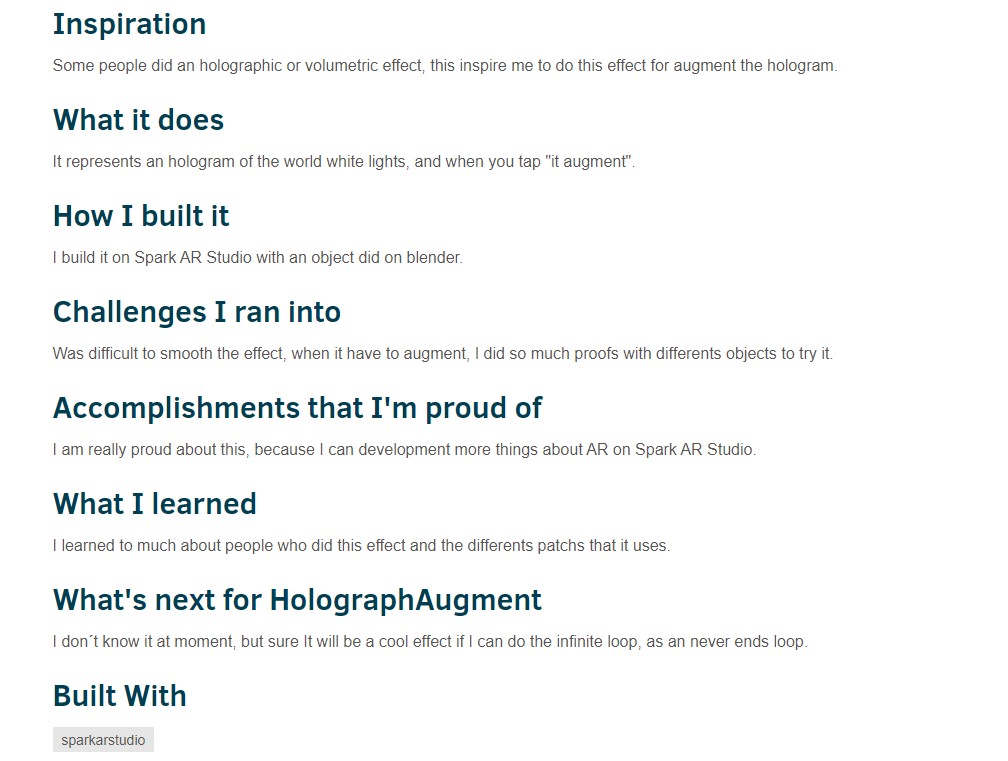 Inspiration
Some people did an holographic or volumetric effect, this inspire me to do this effect for augment the hologram.
What it does
It represents an hologram of the world white lights, and when you tap "it augment".
How I built it
I build it on Spark AR Studio with an object did on blender.
Challenges I ran into
Was difficult to smooth the effect, when it have to augment, I did so much proofs with differents objects to try it.
Accomplishments that I'm proud of
I am really proud about this, because I can development more things about AR on Spark AR Studio.
What I learned
I learned to much about people who did this effect and the differents patchs that it uses.
What's next for HolographAugment
I don´t know it at moment, but sure It will be a cool effect if I can do the infinite loop, as an never ends loop.
Built With
sparkarstudio